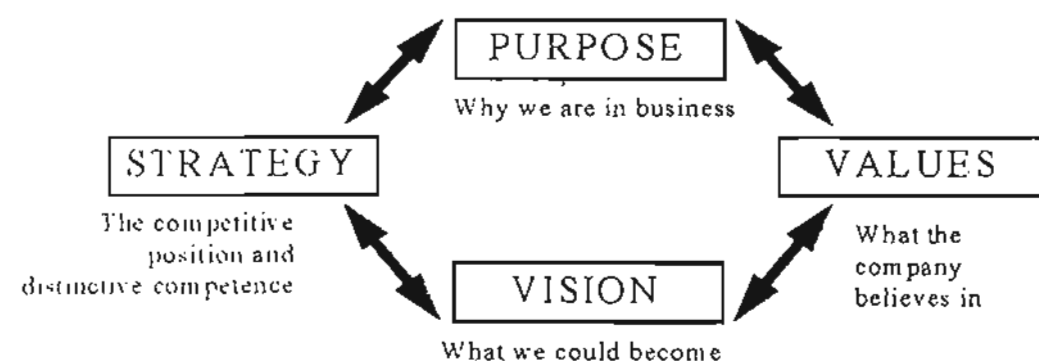 PURPOSE
Why we are in business
STRATEGY
The competitive
position and
distinctive competence
VALUES
What the
company
believes in
VISION
What we could become